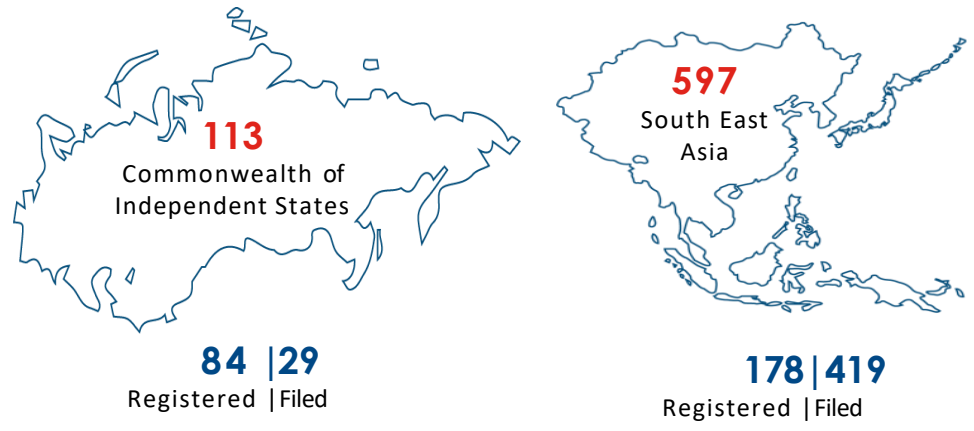 113
Commonwealth of
Independent States
84 |29
Registered |Filed
597
South East
Asia
178|419
Registered |Filed